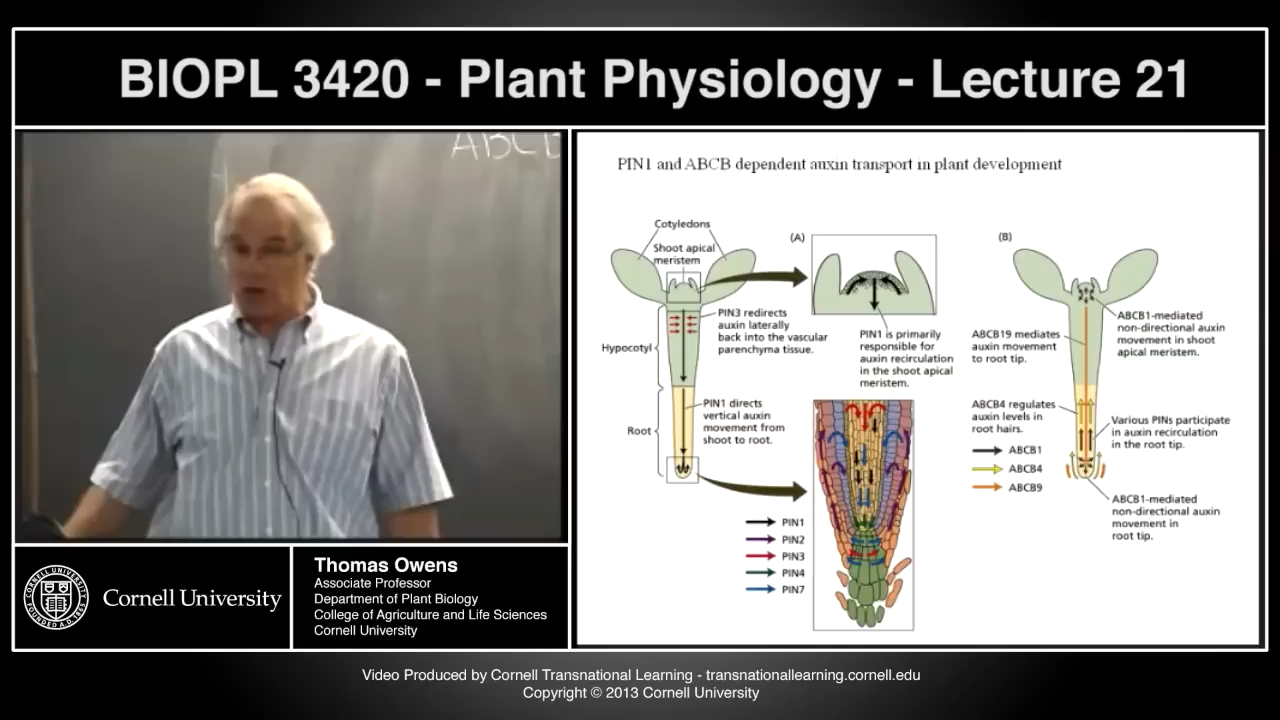 BIOPL 3420 - Plant Physiology - Lecture 21
ABCB
PIN1 and ABCB dependent auxin transport in plant development
Cotyledons
Shoot apical
meristem
(A)
PIN3 redirects
auxin laterally
back into the vascular
parenchyma tissue.
Hypocotyl
PIN1 is primarily
responsible for
auxin recirculation
in the shoot apical
meristem.
PIN1 directs
vertical auxin
movement from
shoot to root.
Root
PIN1
PIN2
PIN3
PIN4
PIN7
(B)
ABCB1-mediated
non-directional auxin
movement in shoot
apical meristem.
ABCB19 mediates
auxin movement
to root tip.
ABCB4 regulates
auxin levels in
root hairs.
Various PINs participate
in auxin recirculation
in the root tip.
ABCB1
ABCB4
ABCB9
ABCB1-mediated
non-directional auxin
movement in
root tip.
Cornell University
Thomas Owens
Associate Professor
Department of Plant Biology
College of Agriculture and Life Sciences
Cornell University
Video Produced by Cornell Transnational Learning - transnationallearning.cornell.edu
Copyright © 2013 Cornell University